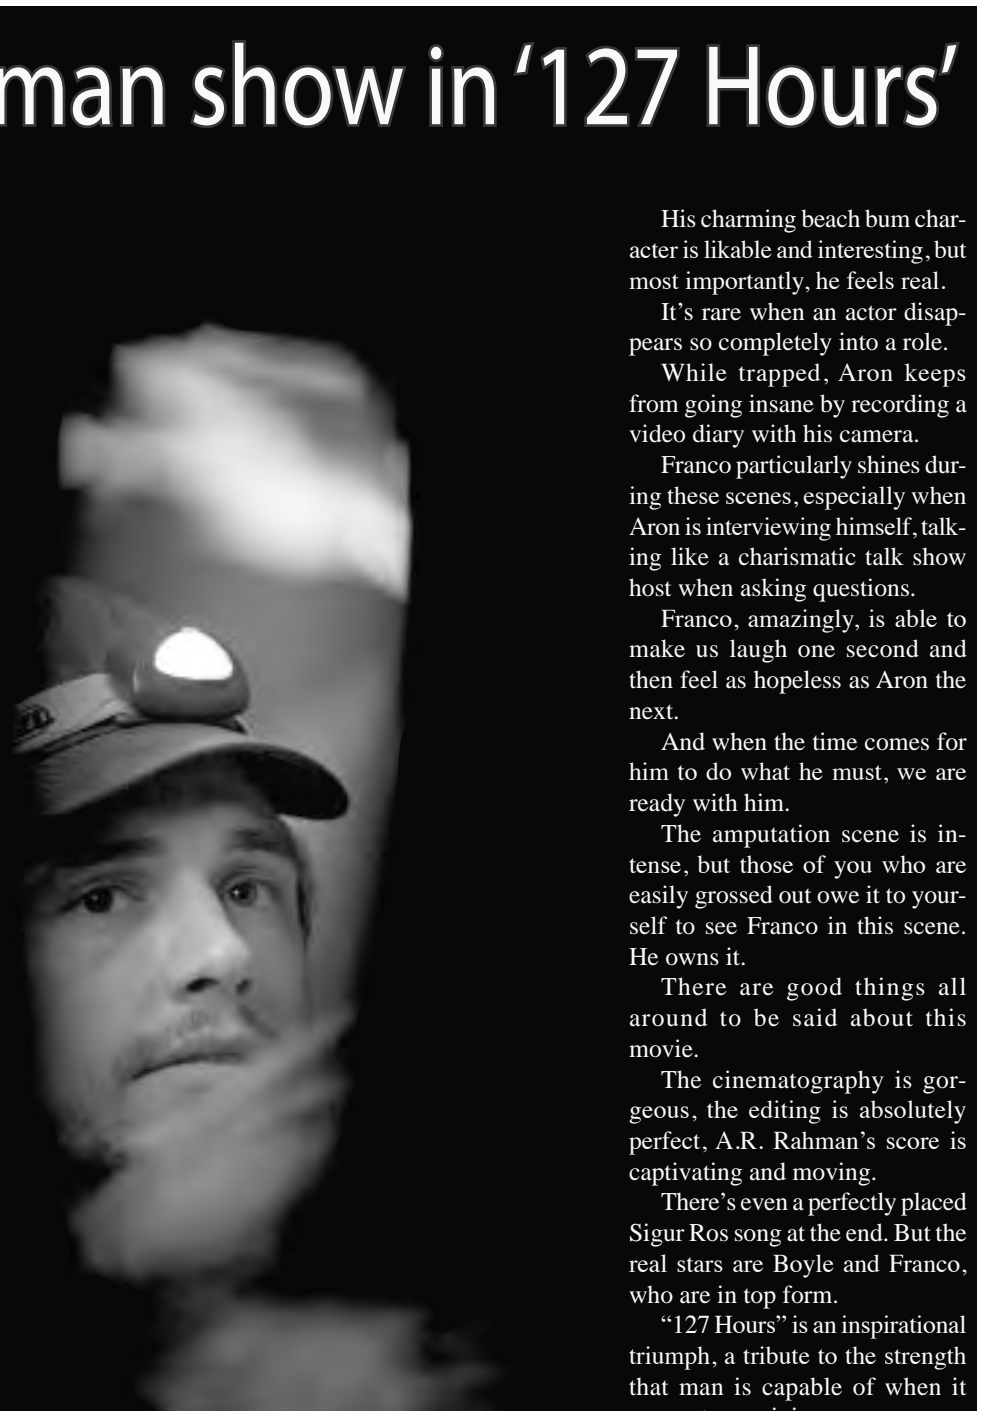 man show in ‘127 Hours’
His charming beach bum char-
acter is likable and interesting, but
most importantly, he feels real.
It’s rare when an actor disap-
pears so completely into a role.
While trapped, Aron keeps
from going insane by recording a
video diary with his camera.
Franco particularly shines dur-
ing these scenes, especially when
Aron is interviewing himself, talk-
ing like a charismatic talk show
host when asking questions.
Franco, amazingly, is able to
make us laugh one second and
then feel as hopeless as Aron the
next.
And when the time comes for
him to do what he must, we are
ready with him.
The amputation scene is in-
tense, but those of you who are
easily grossed out owe it to your-
self to see Franco in this scene.
He owns it.
There are good things all
around to be said about this
movie.
The cinematography is gor-
geous, the editing is absolutely
perfect, A.R. Rahman’s score is
captivating and moving.
There’s even a perfectly placed
Sigur Ros song at the end. But the
real stars are Boyle and Franco,
who are in top form.
“127 Hours” is an inspirational
triumph, a tribute to the strength
that man is capable of when it